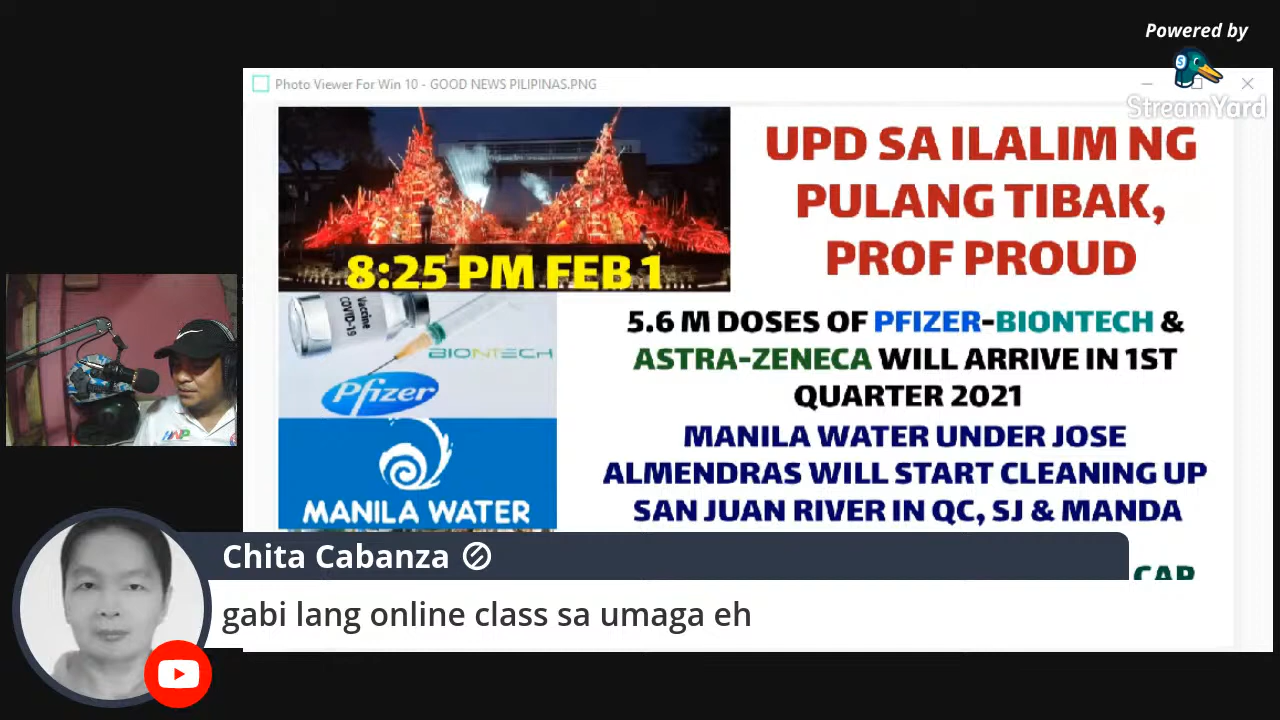 Powered by
StreamYard
Photo Viewer For Win 10 - GOOD NEWS PILIPINAS.PNG
UPD SA ILALIM NG
PULANG TIBAK,
PROF PROUD
8:25 PM FEB 1
Vaccine
COVID-19
BIONTECH
Pfizer
5.6 M DOSES OF PFIZER-BIONTECH &
ASTRA-ZENECA WILL ARRIVE IN 1ST
QUARTER 2021
MANILA WATER UNDER JOSE
ALMENDRAS WILL START CLEANING UP
SAN JUAN RIVER IN QC, SJ & MANDA
MANILA WATER
CAP
Chita Cabanza
gabi lang online class sa umaga eh